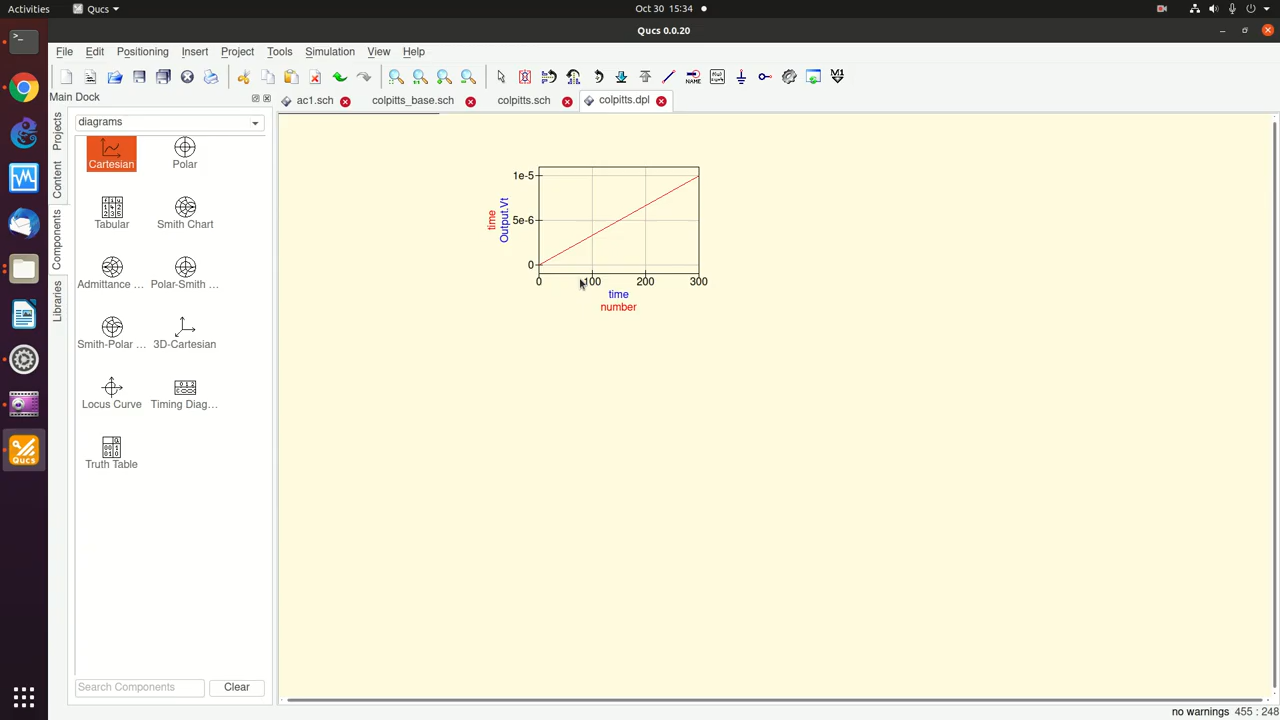 Activities
Qucs
Oct 30 15:34
Qucs 0.0.20
File Edit Positioning Insert Project Tools Simulation View Help
NAME
M1
Main Dock
ac1.sch
colpitts_base.sch
colpitts.sch
colpitts.dpl
Projects
Content
Components
Libraries
diagrams
Cartesian
Polar
Tabular
Smith Chart
Admittance ...
Polar-Smith ...
Smith-Polar ...
3D-Cartesian
Locus Curve
Timing Diag...
Truth Table
Search Components
Clear
time
Output.Vt
1e-5
5e-6
0
0 100 200 300
time
number
no warnings 455 : 248